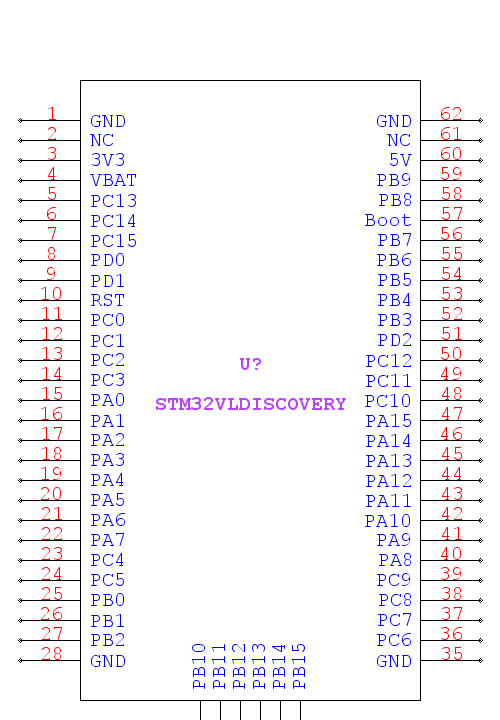 1 GND GND 62
2 NC NC 61
3 3V3 5V 60
4 VBAT PB9 59
5 PC13 PB8 58
6 PC14 Boot 57
7 PC15 PB7 56
8 PD0 PB6 55
9 PD1 PB5 54
10 RST PB4 53
11 PC0 PB3 52
12 PC1 PD2 51
13 PC2 PC12 50
U?
14 PC3 PC11 49
15 PA0 PC10 48
STM32VLDISCOVERY
16 PA1 PA15 47
17 PA2 PA14 46
18 PA3 PA13 45
19 PA4 PA12 44
20 PA5 PA11 43
21 PA6 PA10 42
22 PA7 PA9 41
23 PC4 PA8 40
24 PC5 PC9 39
25 PB0 PC8 38
26 PB1 PC7 37
27 PB2 PC6 36
28 GND GND 35
PB10
PB11
PB12
PB13
PB14
PB15